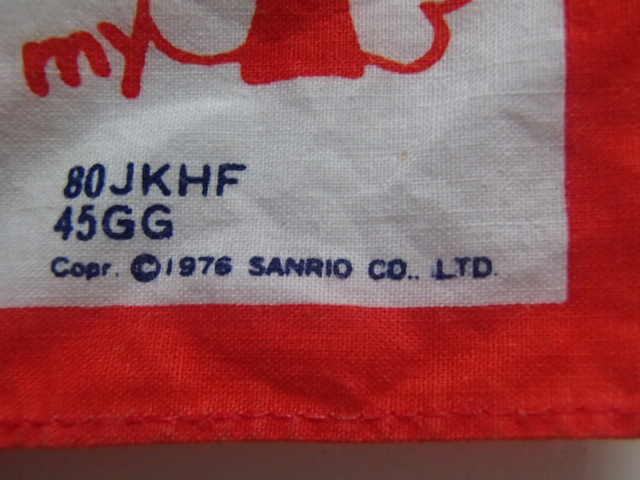 my
80JKHF
45GG
Copr. ©1976 SANRIO CO., LTD.